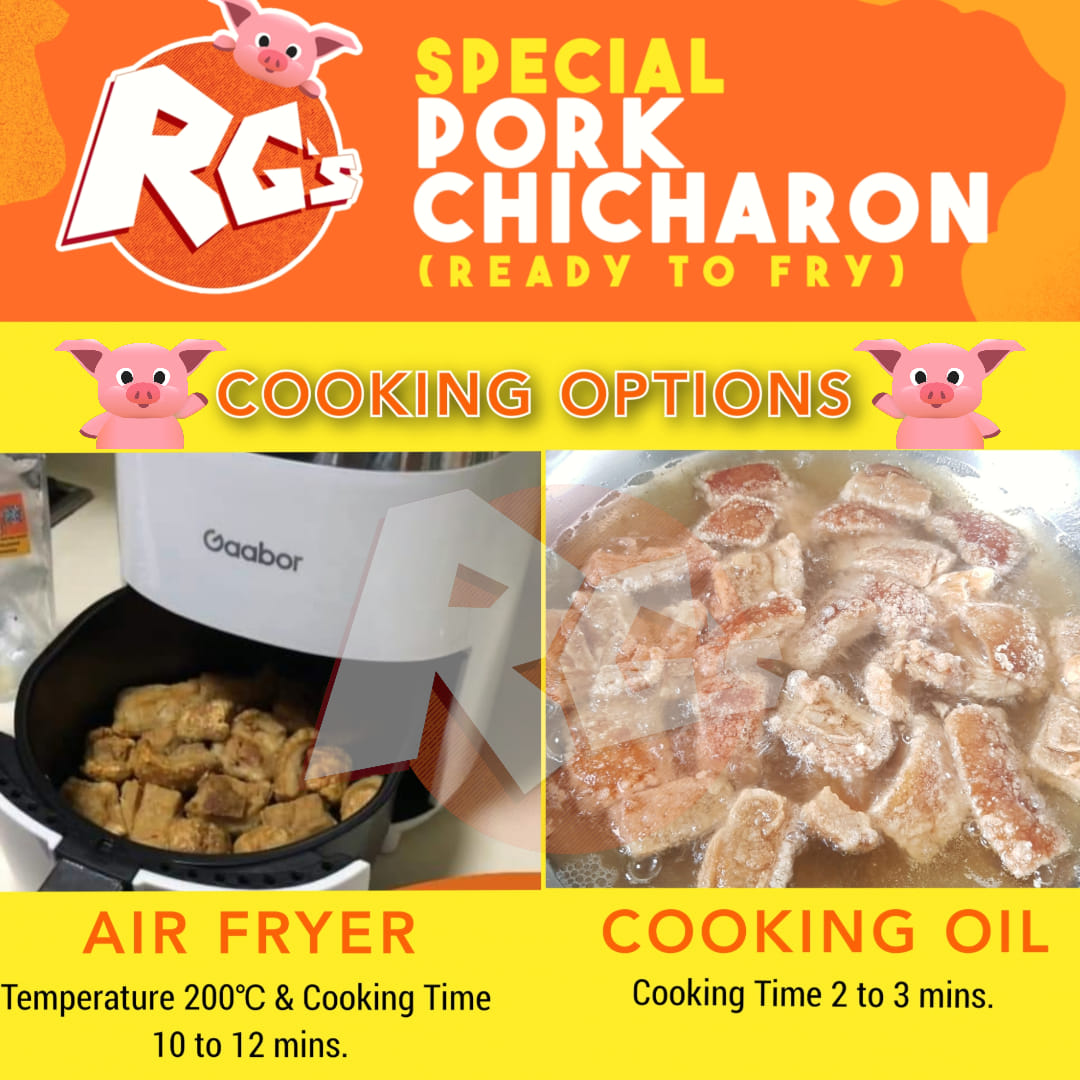 RG's
SPECIAL
PORK
CHICHARON
(READY TO FRY)
COOKING OPTIONS
Gaabor
RG's
AIR FRYER
COOKING OIL
Temperature 200°C & Cooking Time
10 to 12 mins.
Cooking Time 2 to 3 mins.